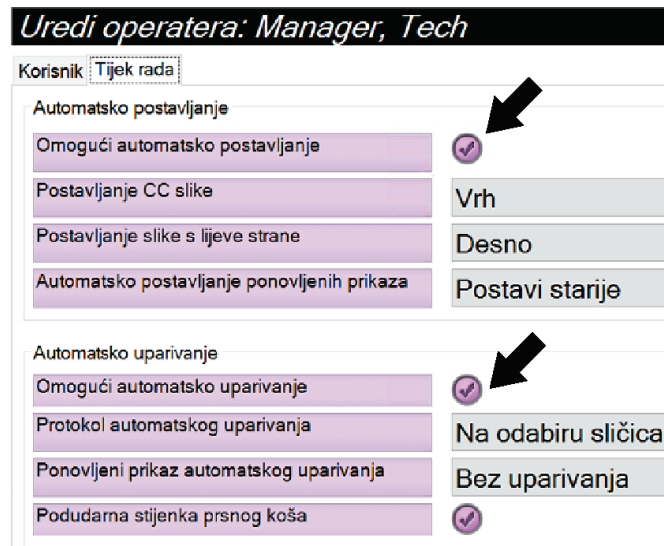 Uredi operatera: Manager, Tech
Korisnik Tijek rada
Automatsko postavljanje
Omogući automatsko postavljanje
Postavljanje CC slike Vrh
Postavljanje slike s lijeve strane Desno
Automatsko postavljanje ponovljenih prikaza Postavi starije
Automatsko uparivanje
Omogući automatsko uparivanje
Protokol automatskog uparivanja Na odabiru sličica
Ponovljeni prikaz automatskog uparivanja Bez uparivanja
Podudarna stijenka prsnog koša